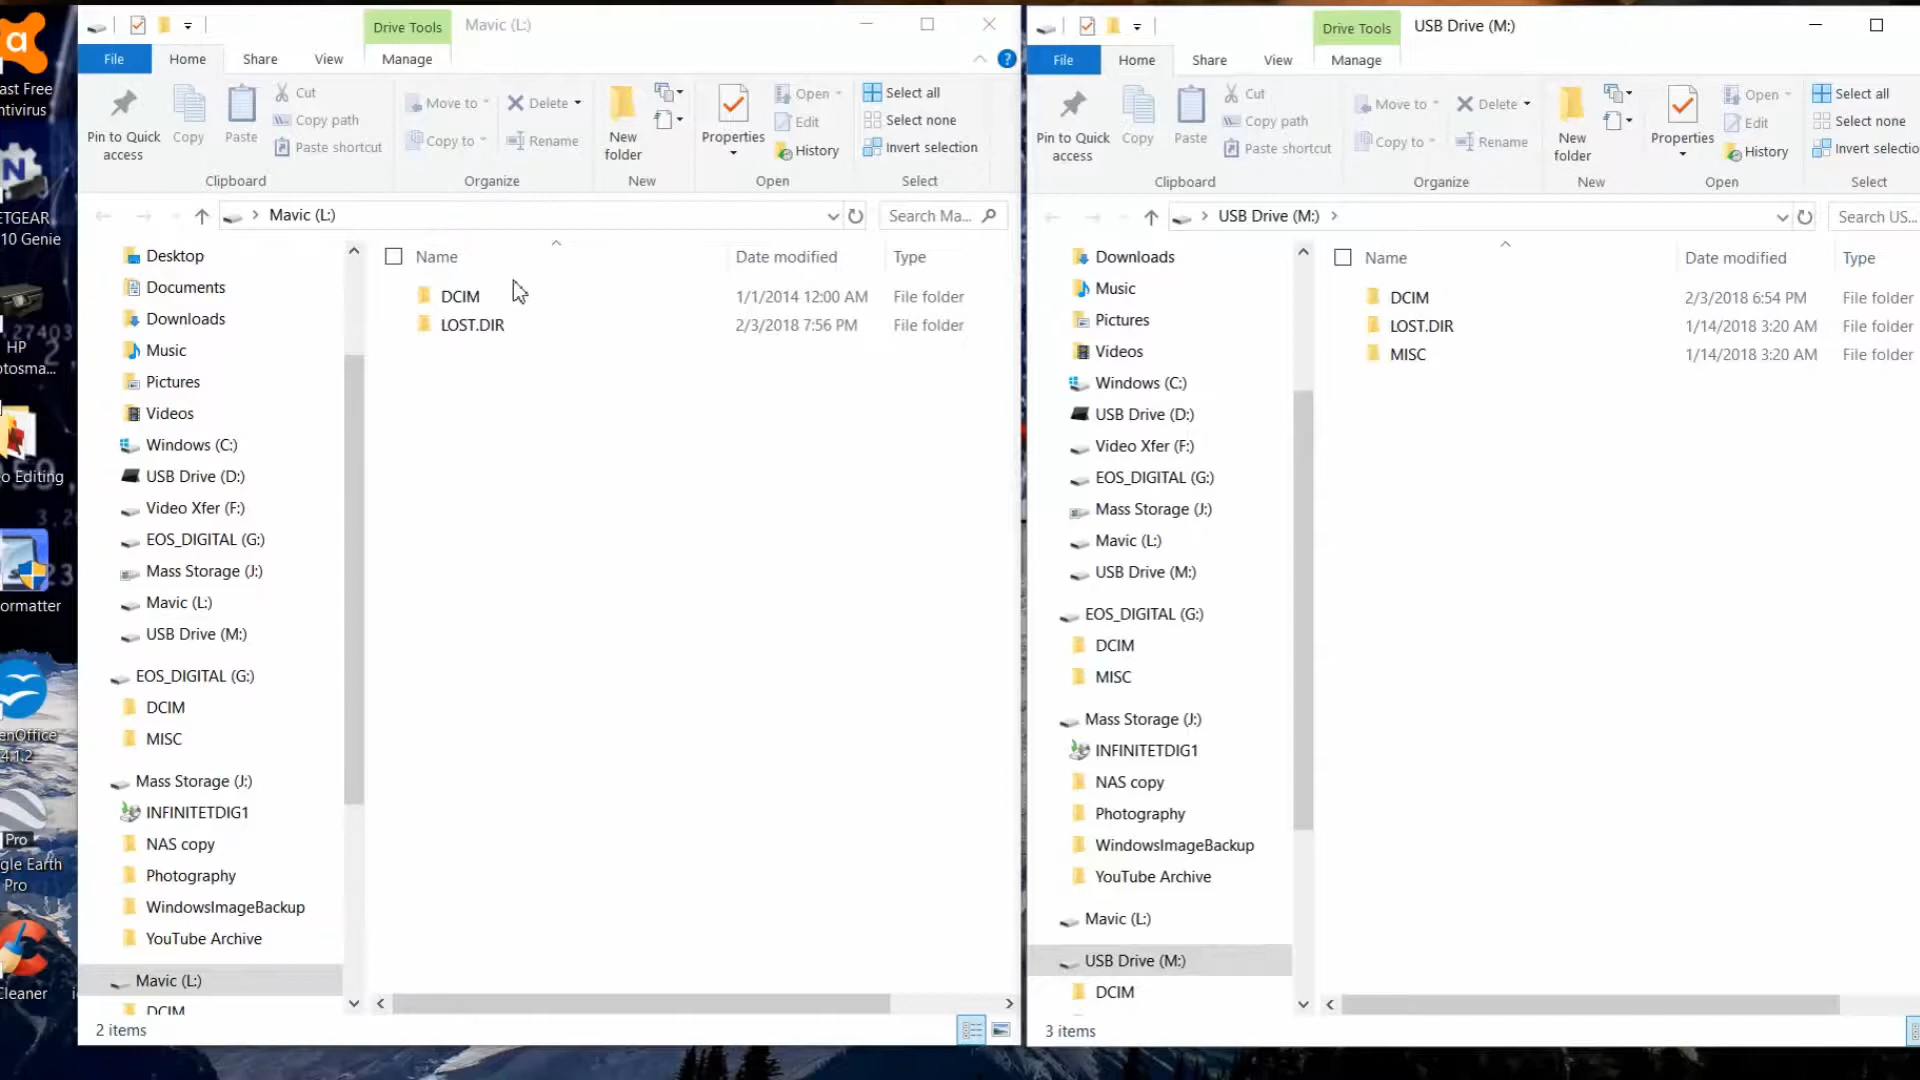 Drive Tools
Mavic (L:)
File
Home
Share
View
Manage
Pin to Quick access
Copy
Paste
Cut
Copy path
Paste shortcut
Clipboard
Move to
Copy to
Delete
Rename
Organize
New folder
New
Properties
Open
Edit
History
Open
Select all
Select none
Invert selection
Select
Mavic (L:)
Search Ma...
Desktop
Documents
Downloads
Music
Pictures
Videos
Windows (C:)
USB Drive (D:)
Video Xfer (F:)
EOS_DIGITAL (G:)
Mass Storage (J:)
Mavic (L:)
USB Drive (M:)
EOS_DIGITAL (G:)
DCIM
MISC
Mass Storage (J:)
INFINITETDIG1
NAS copy
Photography
WindowsImageBackup
YouTube Archive
Mavic (L:)
DCIM
Name Date modified Type
DCIM 1/1/2014 12:00 AM File folder
LOST.DIR 2/3/2018 7:56 PM File folder
2 items
Drive Tools
USB Drive (M:)
File
Home
Share
View
Manage
Pin to Quick access
Copy
Paste
Cut
Copy path
Paste shortcut
Clipboard
Move to
Copy to
Delete
Rename
Organize
New folder
New
Properties
Open
Edit
History
Open
Select all
Select none
Invert selectio
Select
USB Drive (M:)
Search US...
Downloads
Music
Pictures
Videos
Windows (C:)
USB Drive (D:)
Video Xfer (F:)
EOS_DIGITAL (G:)
Mass Storage (J:)
Mavic (L:)
USB Drive (M:)
EOS_DIGITAL (G:)
DCIM
MISC
Mass Storage (J:)
INFINITETDIG1
NAS copy
Photography
WindowsImageBackup
YouTube Archive
Mavic (L:)
USB Drive (M:)
DCIM
Name Date modified Type
DCIM 2/3/2018 6:54 PM File folder
LOST.DIR 1/14/2018 3:20 AM File folder
MISC 1/14/2018 3:20 AM File folder
3 items
ast Free
ntivirus
ETGEAR
10 Genie
HP
otosma...
o Editing
ormatter
enOffice
4.1.2
Pro
gle Earth
Pro
Cleaner